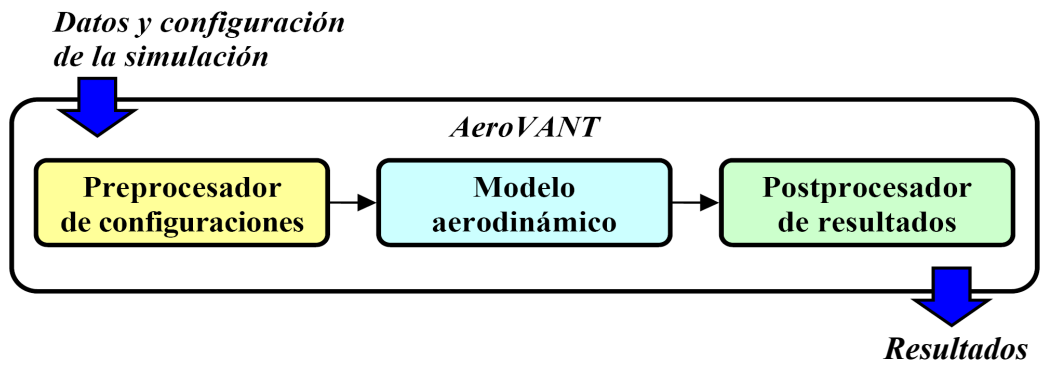 Datos y configuración
de la simulación
AeroVANT
Preprocesador
de configuraciones
Modelo
aerodinámico
Postprocesador
de resultados
Resultados